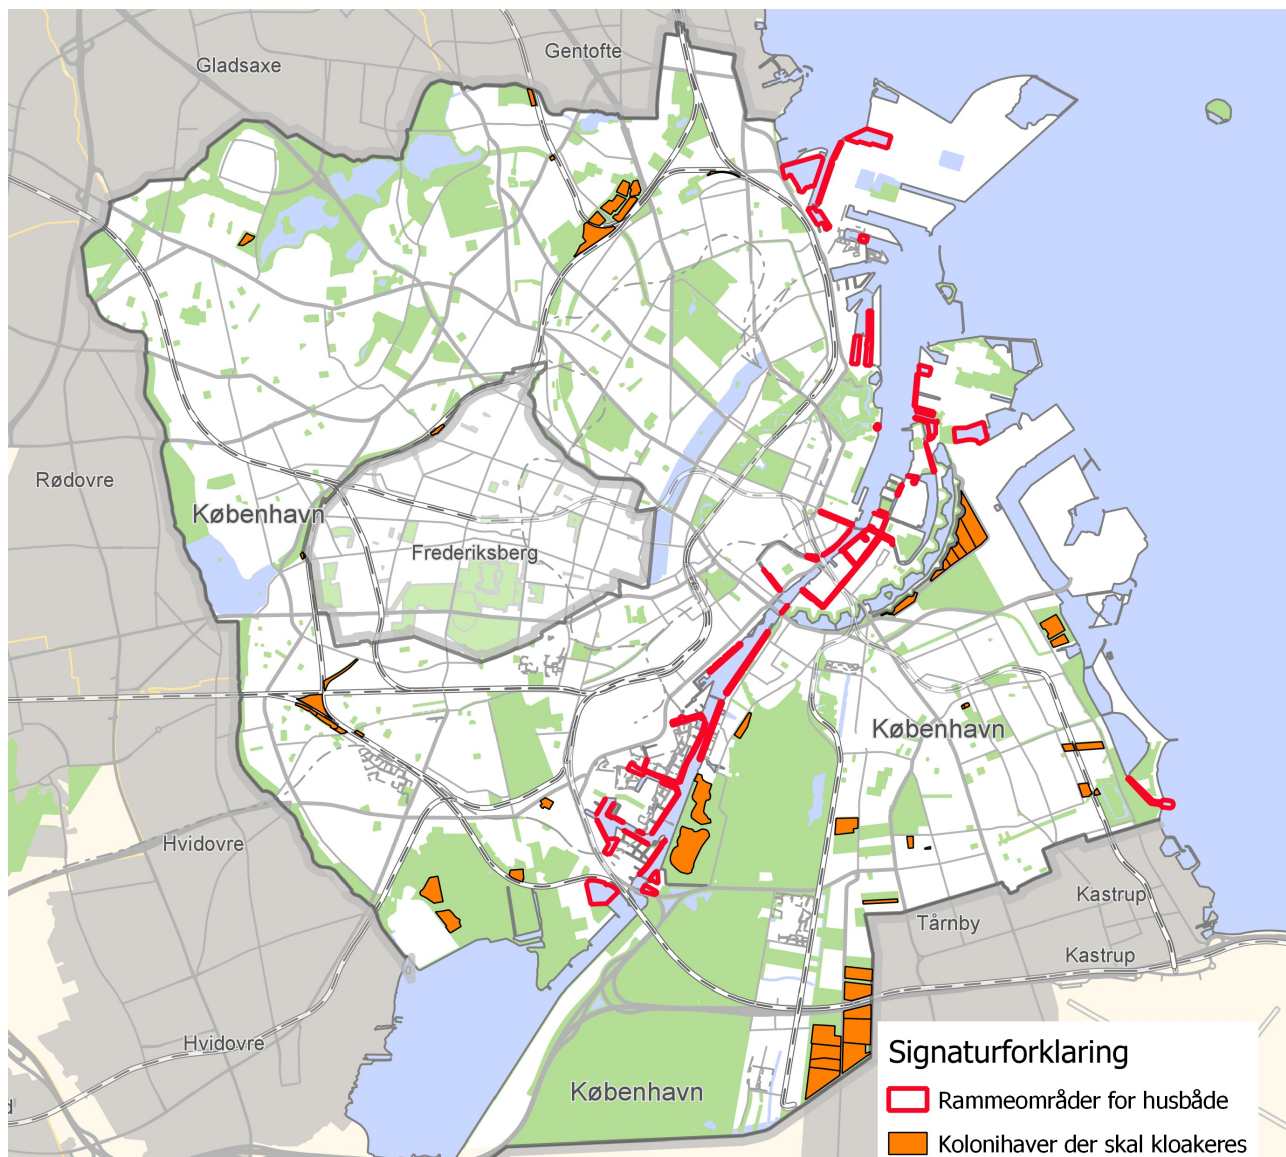 Gentofte
Gladsaxe
Rødovre
København
Frederiksberg
København
Hvidovre
Kastrup
Tårnby
Kastrup
Hvidovre
København
d
Signaturforklaring
Rammeområder for husbåde
Kolonihaver der skal kloakeres